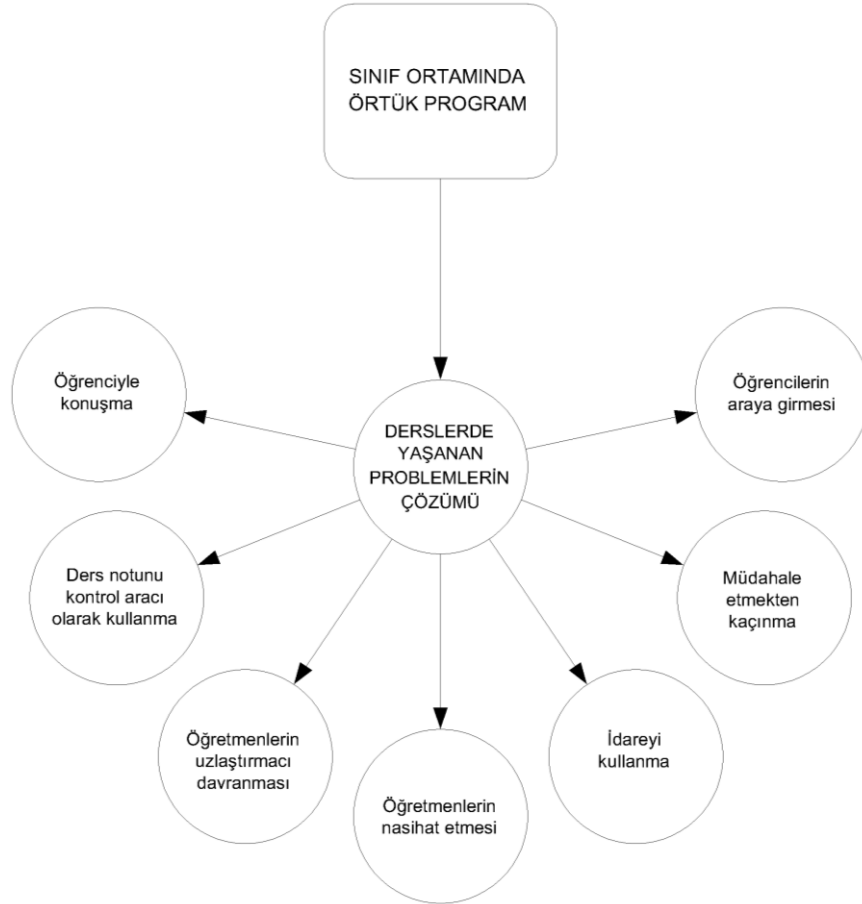 SINIF ORTAMINDA
ÖRTÜK PROGRAM
Öğrenciyle
konuşma
Öğrencilerin
araya girmesi
DERSLERDE
YAŞANAN
PROBLEMLERİN
ÇÖZÜMÜ
Ders notunu
kontrol aracı
olarak kullanma
Müdahale
etmekten
kaçınma
Öğretmenlerin
uzlaştırmacı
davranması
İdareyi
kullanma
Öğretmenlerin
nasihat etmesi